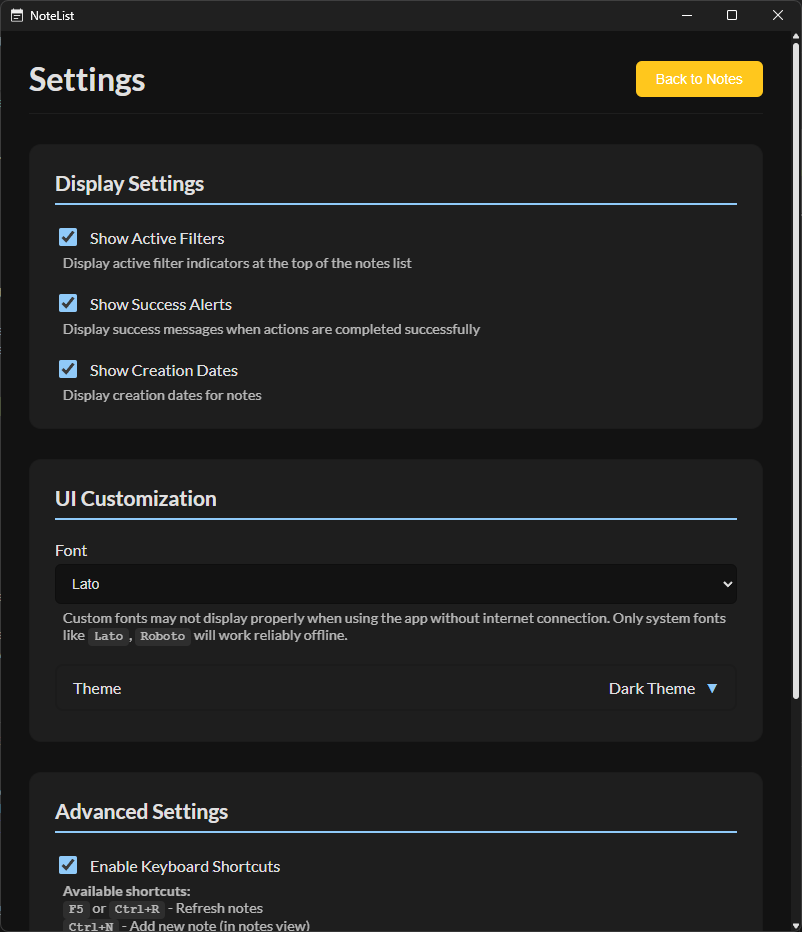 NoteList
Settings
Back to Notes
Display Settings
Show Active Filters
Display active filter indicators at the top of the notes list
Show Success Alerts
Display success messages when actions are completed successfully
Show Creation Dates
Display creation dates for notes
UI Customization
Font
Lato
Custom fonts may not display properly when using the app without internet connection. Only system fonts
like Lato, Roboto will work reliably offline.
Theme
Dark Theme ▼
Advanced Settings
Enable Keyboard Shortcuts
Available shortcuts:
F5 or Ctrl+R - Refresh notes
Ctrl+N - Add new note (in notes view)